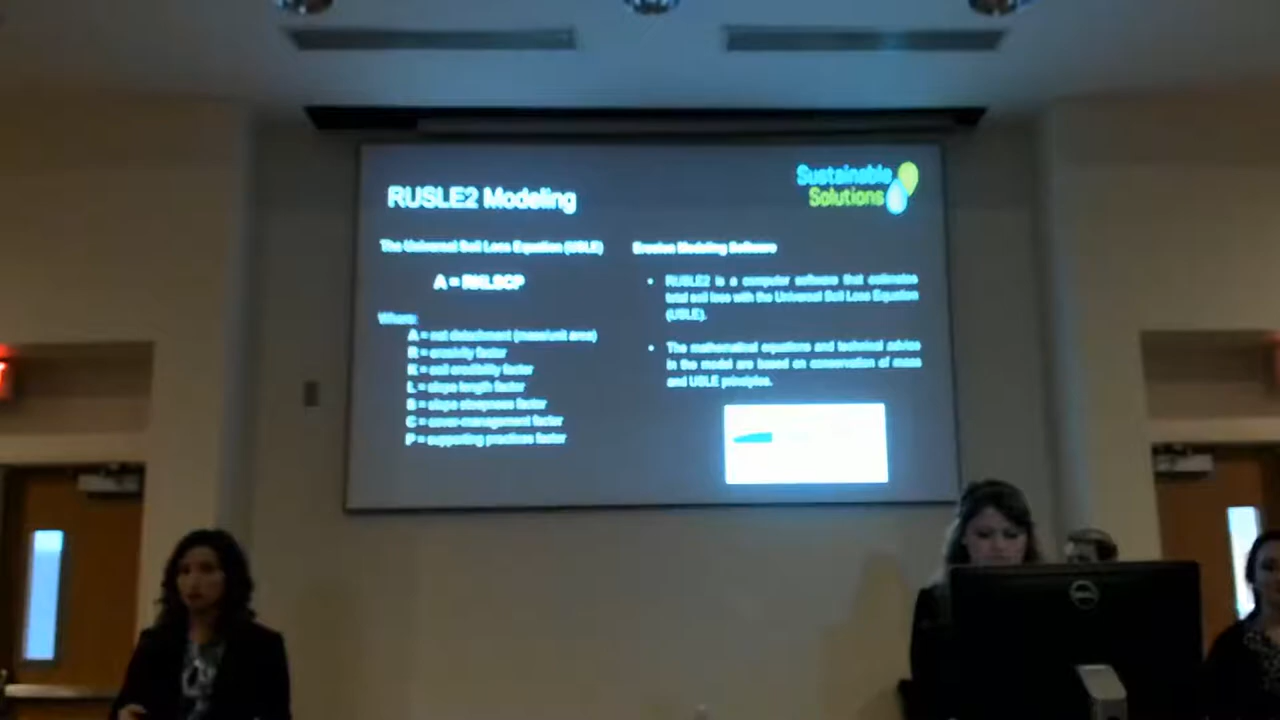 RUSLE2 Modeling
Sustainable
Solutions
The Universal Soil Loss Equation (USLE)
A = RKLSCP
Where:
A = net detachment (mass/unit area)
R = erosivity factor
K = soil erodibility factor
L = slope length factor
S = slope steepness factor
C = cover-management factor
P = supporting practices factor
Erosion Modeling Software
• RUSLE2 is a computer software that estimates
total soil loss with the Universal Soil Loss Equation
(USLE).
• The mathematical equations and technical advice
in the model are based on conservation of mass
and USLE principles.
DELL